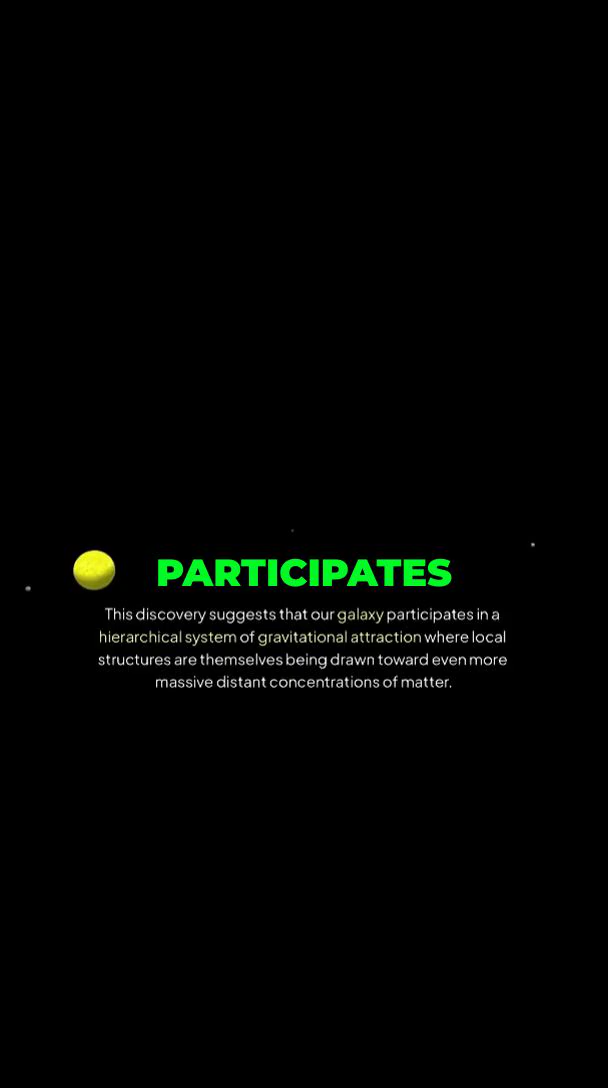 PARTICIPATES
This discovery suggests that our galaxy participates in a
hierarchical system of gravitational attraction where local
structures are themselves being drawn toward even more
massive distant concentrations of matter.